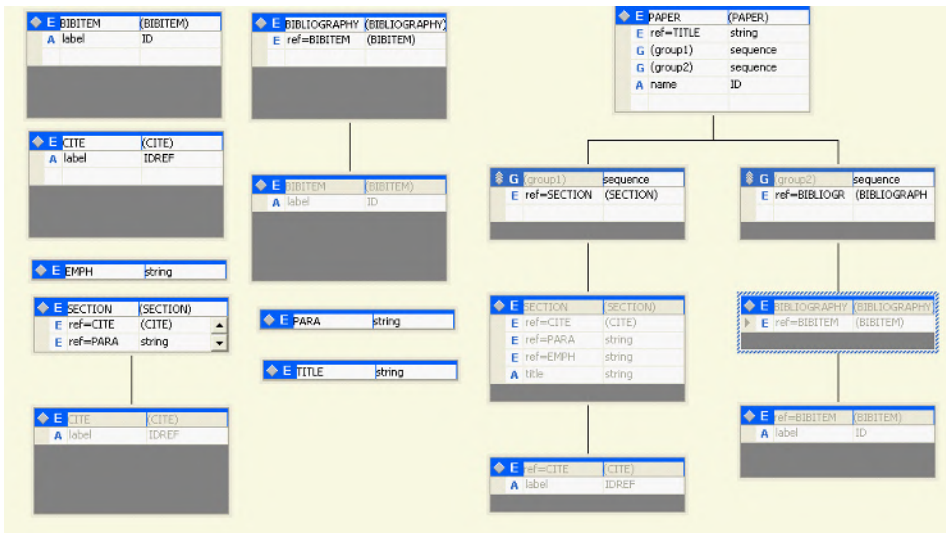 E BIBITEM (BIBITEM)
A label ID
E CITE (CITE)
A label IDREF
E EMPH string
E SECTION (SECTION)
E ref=CITE (CITE)
E ref=PARA string
E CITE (CITE)
A label IDREF
E BIBLIOGRAPHY (BIBLIOGRAPHY)
E ref=BIBITEM (BIBITEM)
E BIBITEM (BIBITEM)
A label ID
E PARA string
E TITLE string
E PAPER (PAPER)
E ref=TITLE string
G (group1) sequence
G (group2) sequence
A name ID
G (group1) sequence
E ref=SECTION (SECTION)
E SECTION (SECTION)
E ref=CITE (CITE)
E ref=PARA string
E ref=EMPH string
A title string
E ref=CITE (CITE)
A label IDREF
G (group2) sequence
E ref=BIBLIOGR (BIBLIOGRAPH
E BIBLIOGRAPHY (BIBLIOGRAPHY)
E ref=BIBITEM (BIBITEM)
E ref=BIBITEM (BIBITEM)
A label ID